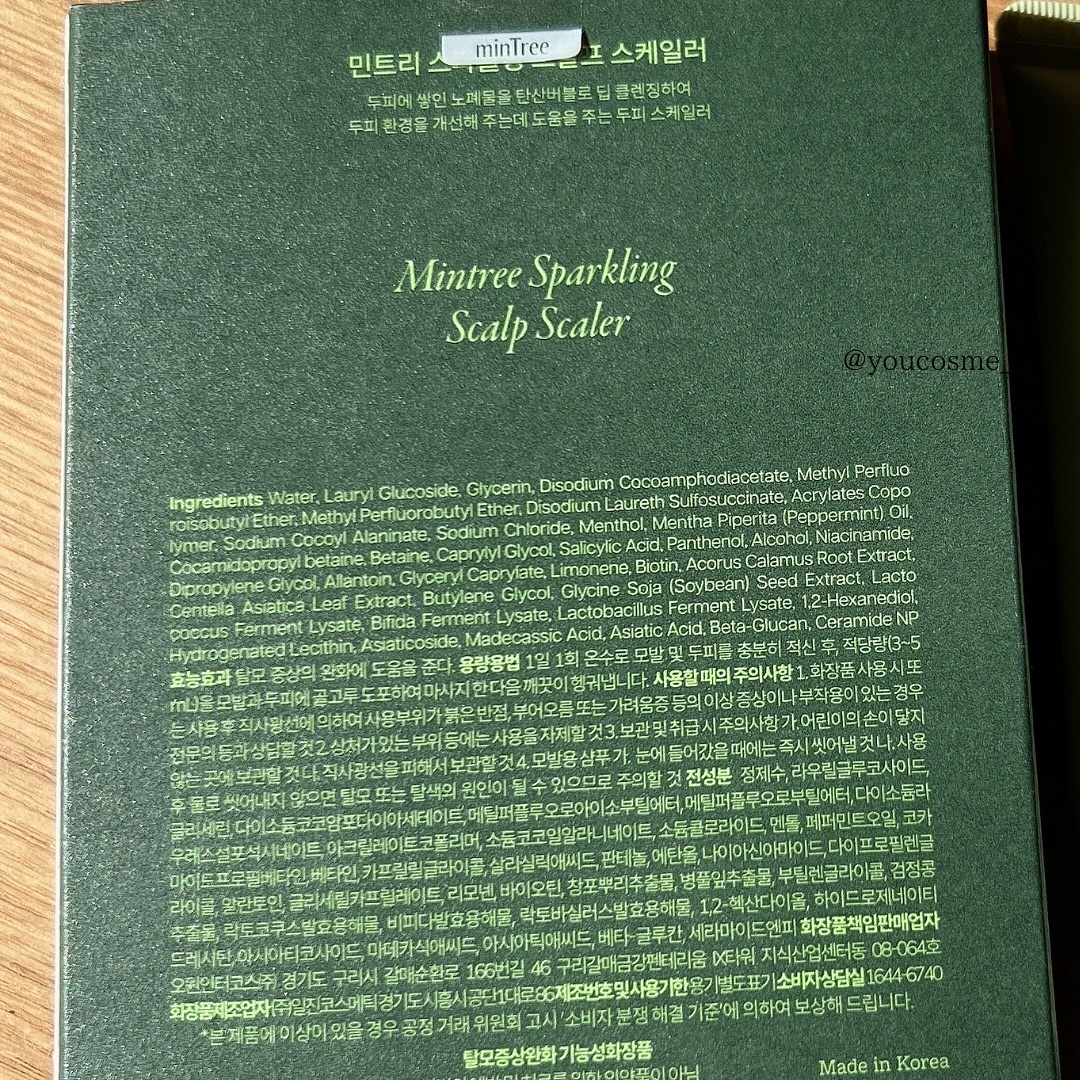 minTree
민트리 스케일러
두피에 쌓인 노폐물을 탄산버블로 딥 클렌징하여
두피 환경을 개선해 주는데 도움을 주는 두피 스케일러
Mintree Sparkling
Scalp Scaler
@youcosme_
Ingredients Water, Lauryl Glucoside, Glycerin, Disodium Cocoamphodiacetate, Methyl Perfluo
roisobutyl Ether, Methyl Perfluorobutyl Ether, Disodium Laureth Sulfosuccinate, Acrylates Copo
lymer, Sodium Cocoyl Alaninate, Sodium Chloride, Menthol, Mentha Piperita (Peppermint) Oil,
Cocamidopropyl betaine, Betaine, Caprylyl Glycol, Salicylic Acid, Panthenol, Alcohol, Niacinamide,
Dipropylene Glycol, Allantoin, Glyceryl Caprylate, Limonene, Biotin, Acorus Calamus Root Extract,
Centella Asiatica Leaf Extract, Butylene Glycol, Glycine Soja (Soybean) Seed Extract, Lacto
coccus Ferment Lysate, Bifida Ferment Lysate, Lactobacillus Ferment Lysate, 1,2-Hexanediol,
Hydrogenated Lecithin, Asiaticoside, Madecassic Acid, Asiatic Acid, Beta-Glucan, Ceramide NP
효능효과 탈모 증상의 완화에 도움을 준다 용량용법 1일 1회 온수로 모발 및 두피를 충분히 적신 후, 적당량(3~5
mL)을 모발과 두피에 골고루 도포하여 마사지 한 다음 깨끗이 헹궈냅니다. 사용할 때의 주의사항 1. 화장품 사용 시 또
는 사용 후 직사광선에 의하여 사용부위가 붉은 반점, 부어오름 또는 가려움증 등의 이상 증상이나 부작용이 있는 경우
전문의 등과 상담할 것 2. 상처가 있는 부위 등에는 사용을 자제할 것 3. 보관 및 취급 시 주의사항 가. 어린이의 손이 닿지
않는 곳에 보관할 것 나. 직사광선을 피해서 보관할 것 4. 모발용 샴푸 가. 눈에 들어갔을 때에는 즉시 씻어낼 것 나. 사용
후 물로 씻어내지 않으면 탈모 또는 탈색의 원인이 될 수 있으므로 주의할 것 전성분 정제수, 라우릴글루코사이드,
글리세린, 다이소듐코코암포다이아세테이트, 메틸퍼플루오로아이소부틸에터, 메틸퍼플루오로부틸에터, 다이소듐라
우레스설포석시네이트, 아크릴레이트코폴리머, 소듐코코일알라니네이트, 소듐클로라이드, 멘톨, 페퍼민트오일, 코카
마이드프로필베타인, 베타인, 카프릴릴글라이콜, 살리실릭애씨드, 판테놀, 에탄올, 나이아신아마이드, 다이프로필렌글
라이콜, 알란토인, 글리세릴카프릴레이트, 리모넨, 바이오틴, 창포뿌리추출물, 병풀잎추출물, 부틸렌글라이콜, 검정콩
추출물, 락토코쿠스발효용해물, 비피다발효용해물, 락토바실러스발효용해물, 1,2-헥산다이올, 하이드로제네이티
드레시틴, 아시아티코사이드, 마데카식애씨드, 아시아틱애씨드, 베타-글루칸, 세라마이드엔피 화장품책임판매업자
오윈인터코스㈜ 경기도 구리시 갈매순환로 166번길 46 구리갈매금강펜테리움 IX타워 지식산업센터동 08-064호
화장품제조업자 (주)일진코스메틱 경기도 시흥시 공단1대로 86 제조번호 및 사용기한 용기 별도 표기 소비자상담실 1644-6740
*본 제품에 이상이 있을 경우 공정 거래 위원회 고시 '소비자 분쟁 해결 기준'에 의하여 보상해 드립니다.
탈모증상완화 기능성화장품
위한 의약품이 아님
Made in Korea